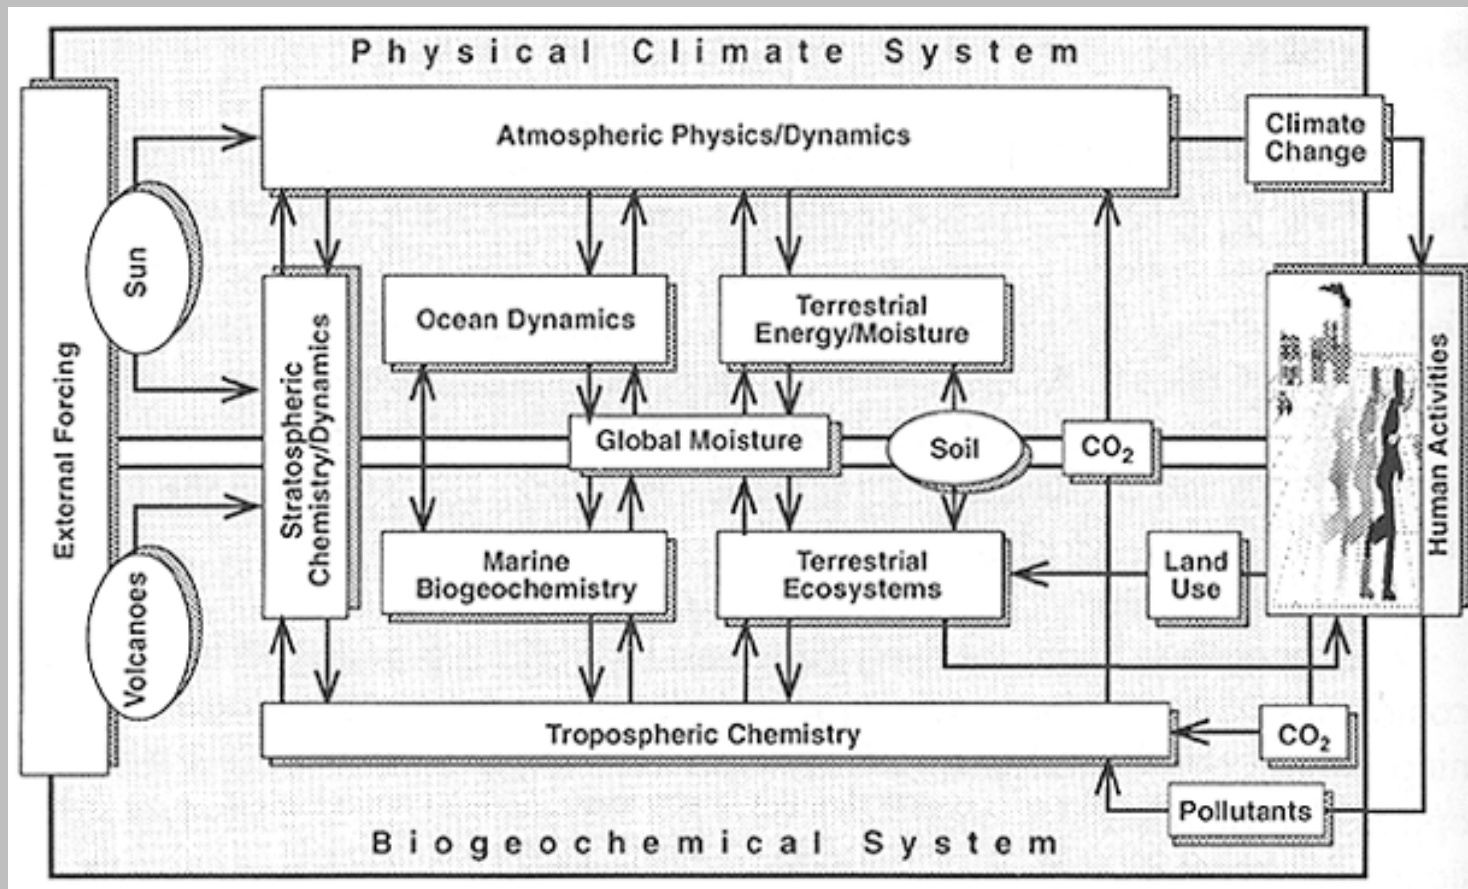 Physical Climate System
Atmospheric Physics/Dynamics
Climate
Change
Sun
External Forcing
Stratospheric
Chemistry/Dynamics
Ocean Dynamics
Terrestrial
Energy/Moisture
Global Moisture
Soil
CO₂
Human Activities
Volcanoes
Marine
Biogeochemistry
Terrestrial
Ecosystems
Land
Use
Tropospheric Chemistry
CO₂
Pollutants
Biogeochemical System